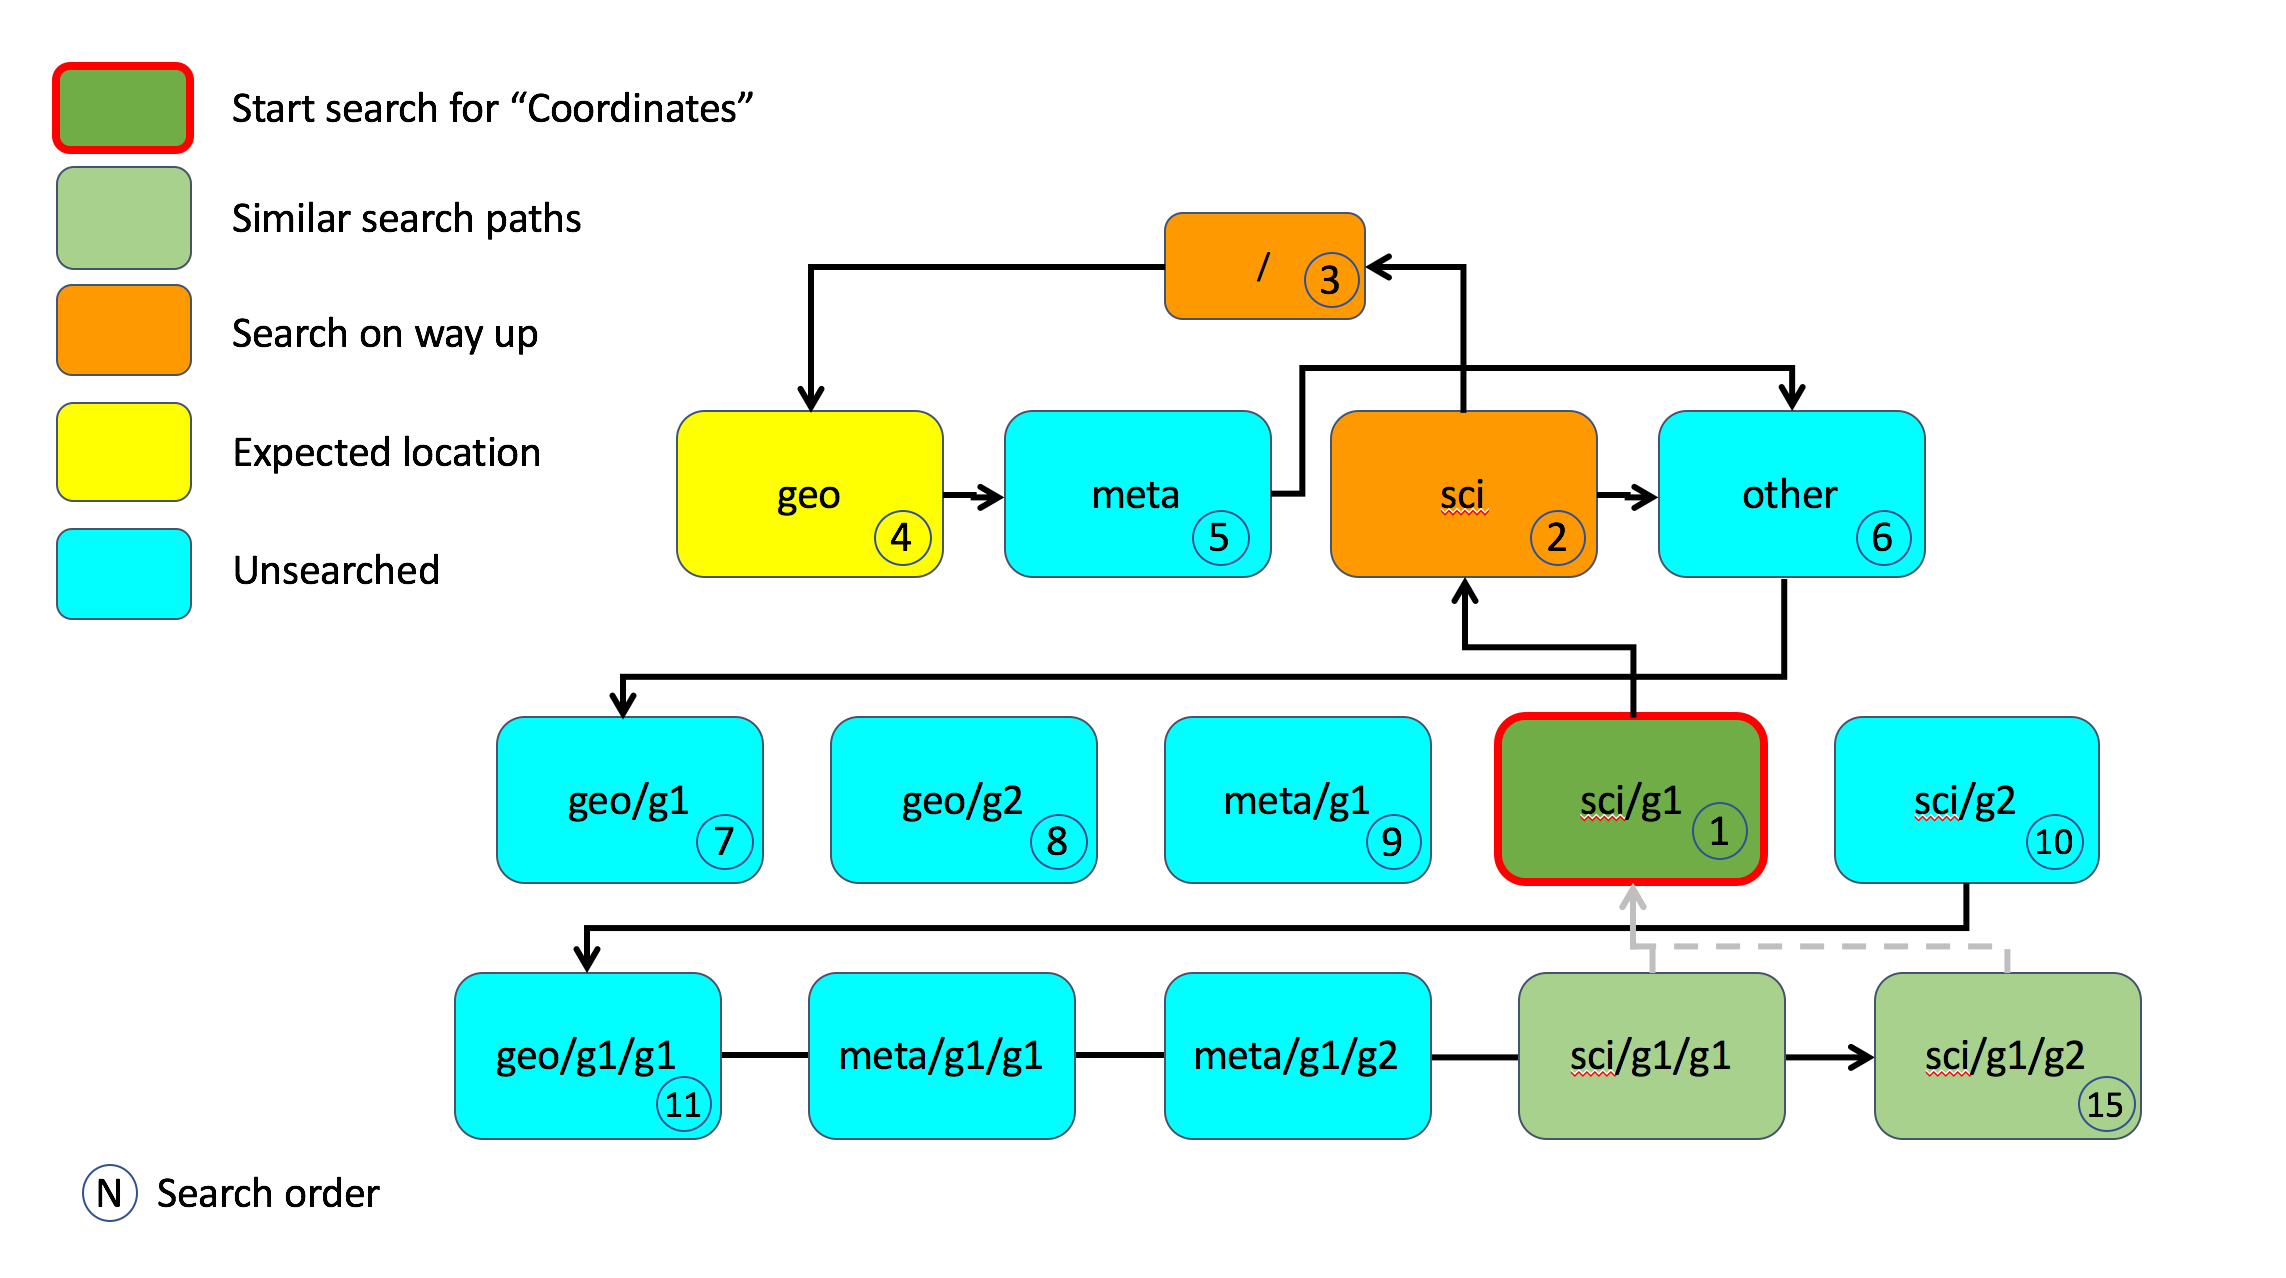 Start search for “Coordinates”
Similar search paths
Search on way up
Expected location
Unsearched
/ 3
geo 4
meta 5
sci 2
other 6
geo/g1 7
geo/g2 8
meta/g1 9
sci/g1 1
sci/g2 10
geo/g1/g1 11
meta/g1/g1
meta/g1/g2
sci/g1/g1
sci/g1/g2 15
N Search order